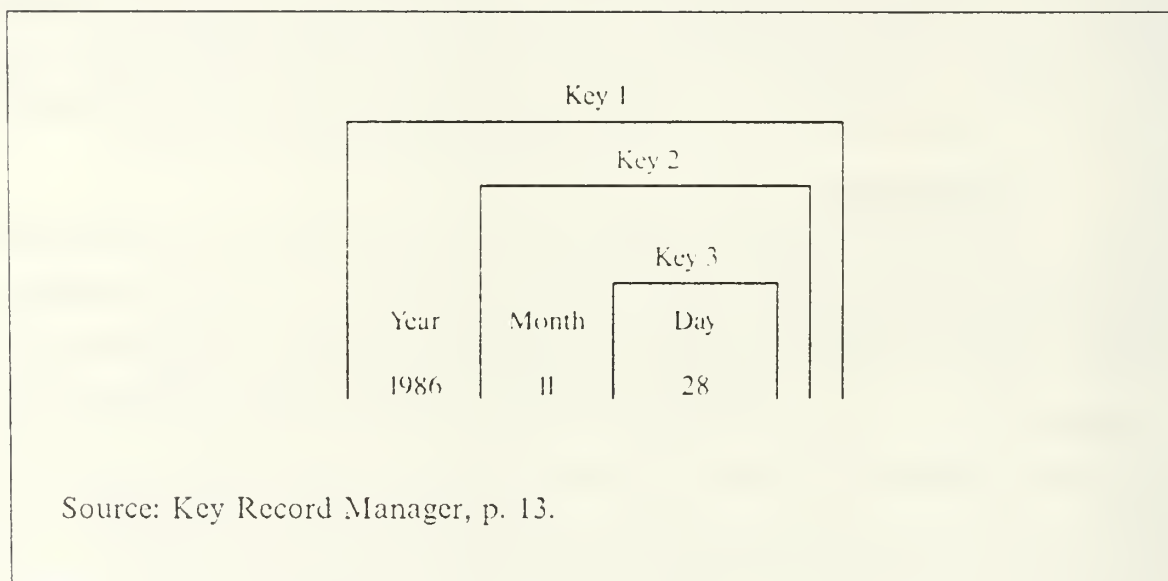 Key 1
Key 2
Key 3
Year Month Day
1986 11 28
Source: Key Record Manager, p. 13.